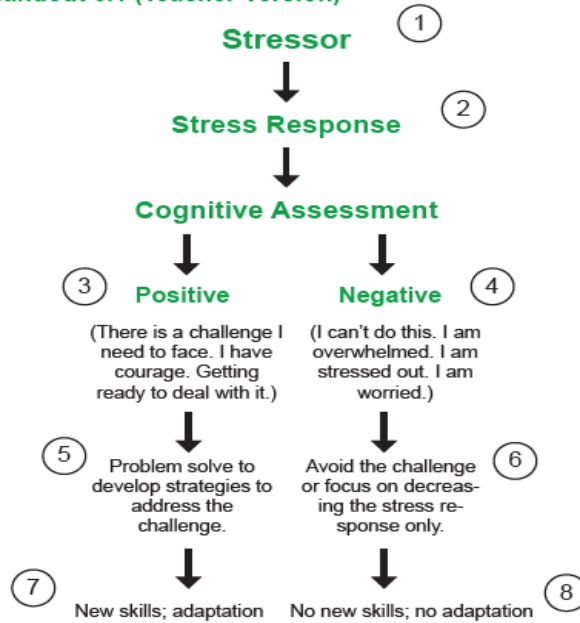 (Teacher Version)
1
Stressor
2
Stress Response
Cognitive Assessment
3
Positive
Negative
4
(There is a challenge I
need to face. I have
courage. Getting
ready to deal with it.)
(I can't do this. I am
overwhelmed. I am
stressed out. I am
worried.)
5
Problem solve to
develop strategies to
address the
challenge.
Avoid the challenge
or focus on decreas-
ing the stress re-
sponse only.
6
7
New skills; adaptation
No new skills; no adaptation
8